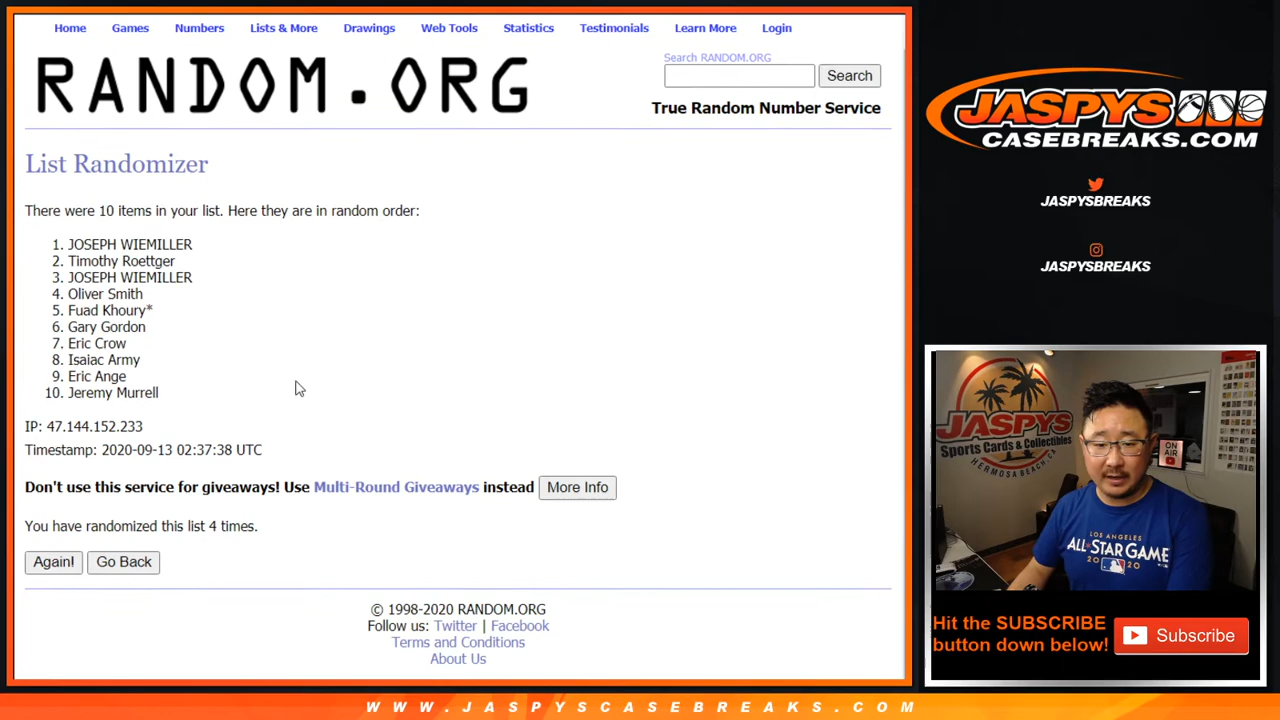 Home Games Numbers Lists & More Drawings Web Tools Statistics Testimonials Learn More Login
RANDOM.ORG
Search RANDOM.ORG
Search
True Random Number Service
List Randomizer
There were 10 items in your list. Here they are in random order:
1. JOSEPH WIEMILLER
2. Timothy Roettger
3. JOSEPH WIEMILLER
4. Oliver Smith
5. Fuad Khoury*
6. Gary Gordon
7. Eric Crow
8. Isaiac Army
9. Eric Ange
10. Jeremy Murrell
IP: 47.144.152.233
Timestamp: 2020-09-13 02:37:38 UTC
Don't use this service for giveaways! Use Multi-Round Giveaways instead More Info
You have randomized this list 4 times.
Again! Go Back
© 1998-2020 RANDOM.ORG
Follow us: Twitter | Facebook
Terms and Conditions
About Us
JASPYS
CASEBREAKS.COM
JASPYSBREAKS
JASPYSBREAKS
JASPYS
Sports Cards & Collectibles
HERMOSA BEACH, CA
ON
AIR
LOS ANGELES
ALL-STAR GAME
2020
Hit the SUBSCRIBE
button down below!
Subscribe
WWW.JASPYSCASEBREAKS.COM